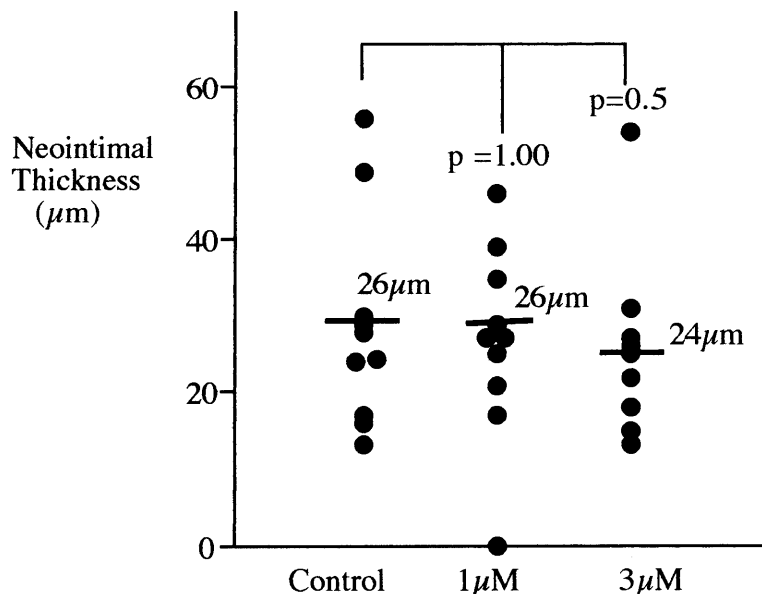 60
p=0.5
Neointimal
Thickness
(µm)
p =1.00
40
26µm
26µm
24µm
20
0
Control
1µM
3µM